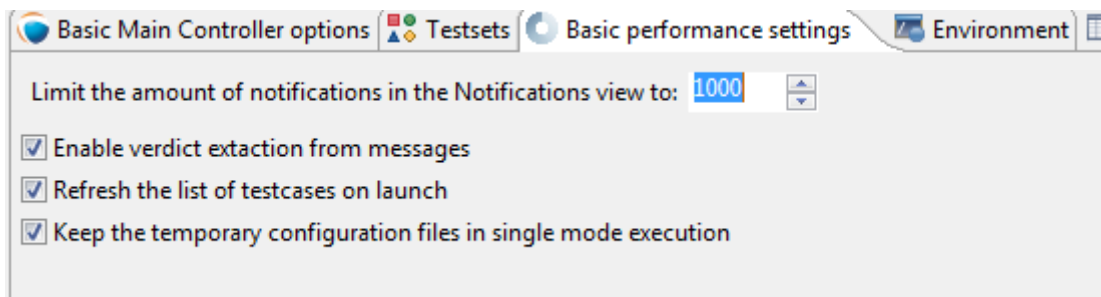 Basic Main Controller options Testsets Basic performance settings Environment
Limit the amount of notifications in the Notifications view to: 1000
Enable verdict extaction from messages
Refresh the list of testcases on launch
Keep the temporary configuration files in single mode execution